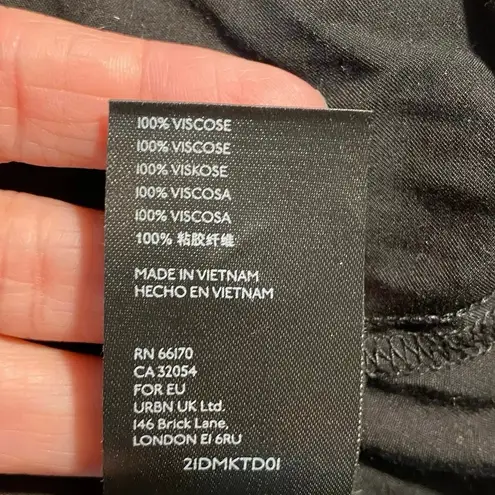 100% VISCOSE
100% VISCOSE
100% VISKOSE
100% VISCOSA
100% VISCOSA
100% 粘胶纤维
MADE IN VIETNAM
HECHO EN VIETNAM
RN 66170
CA 32054
FOR EU
URBN UK Ltd.
146 Brick Lane,
LONDON E1 6RU
21DMKTD01